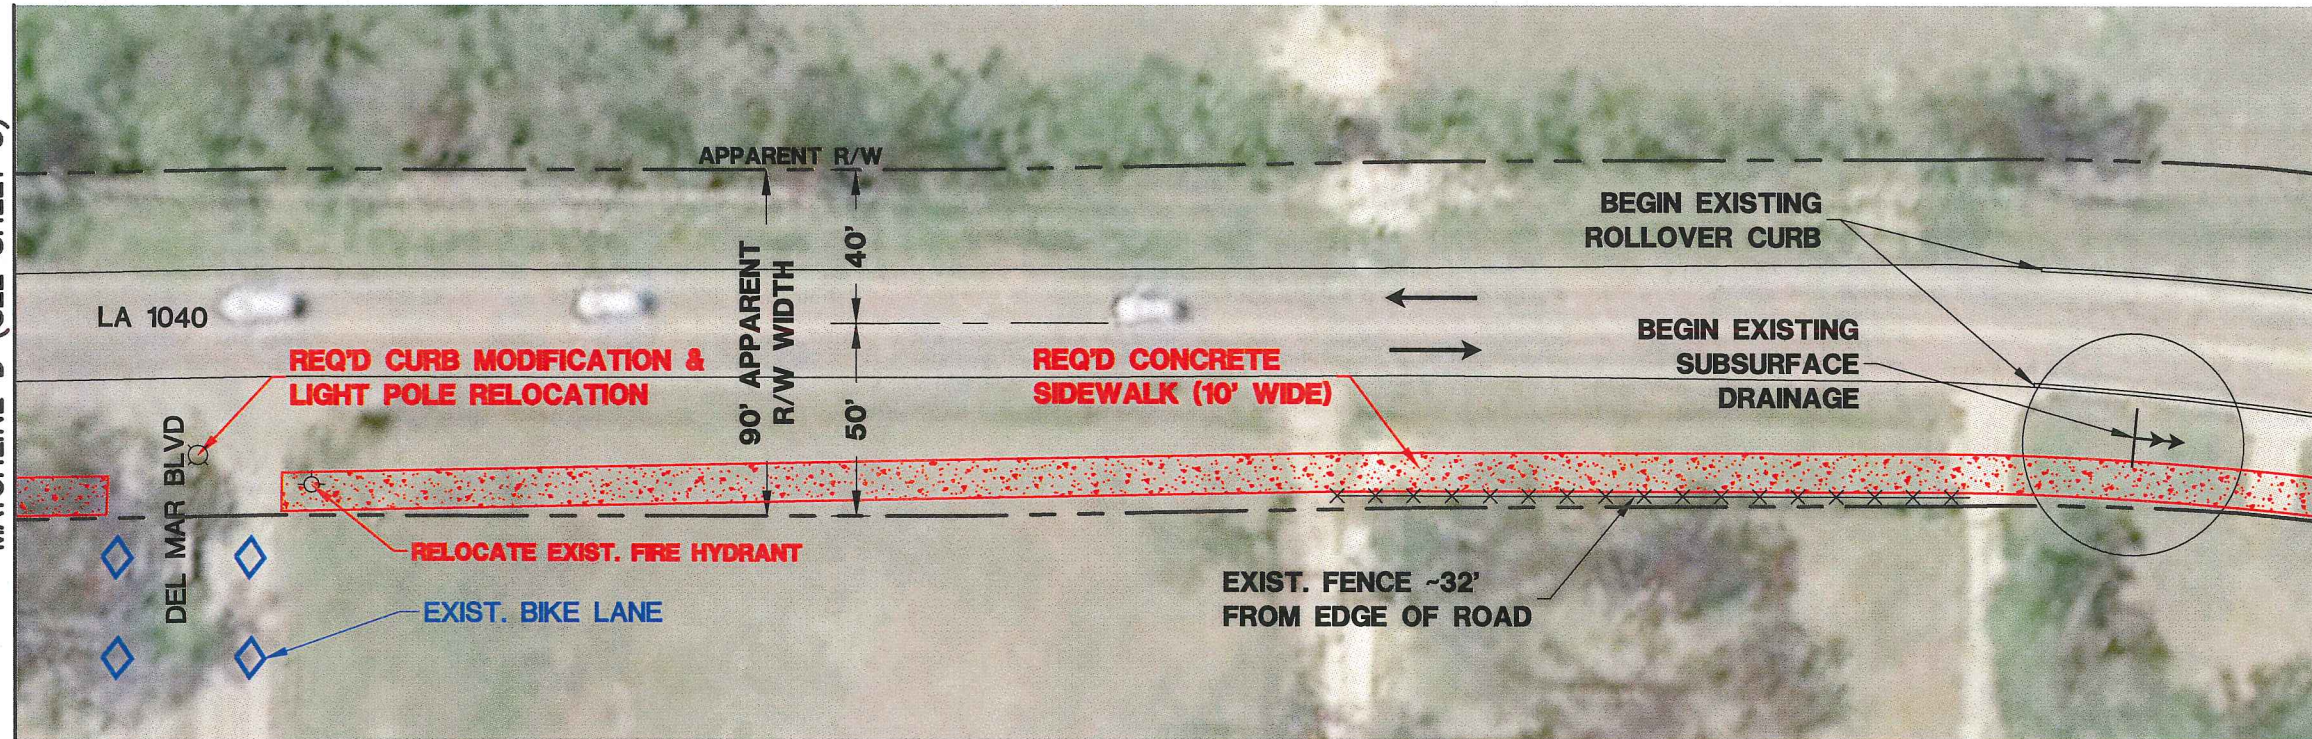 APPARENT R/W
BEGIN EXISTING
ROLLOVER CURB
40'
90' APPARENT
R/W WIDTH
LA 1040
BEGIN EXISTING
SUBSURFACE
DRAINAGE
REQ'D CURB MODIFICATION &
LIGHT POLE RELOCATION
REQ'D CONCRETE
SIDEWALK (10' WIDE)
50'
DEL MAR BLVD
RELOCATE EXIST. FIRE HYDRANT
EXIST. BIKE LANE
EXIST. FENCE ~32'
FROM EDGE OF ROAD